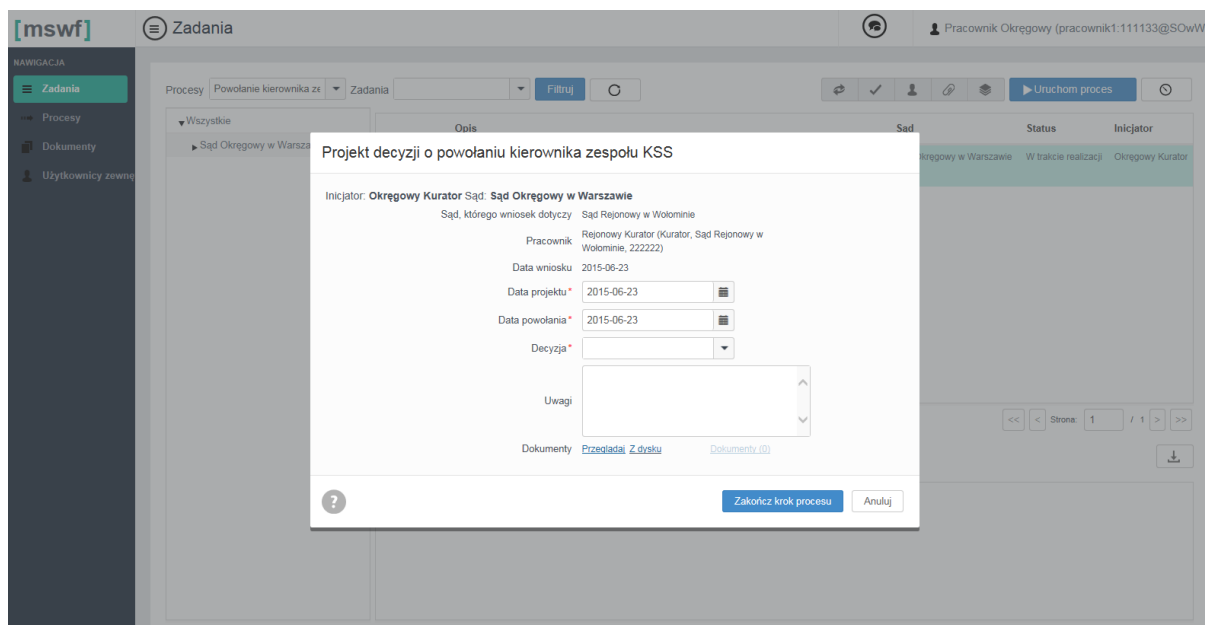 [mswf]
Zadania
Pracownik Okręgowy (pracownik1:111133@SOwW
NAWIGACJA
Zadania
Procesy
Dokumenty
Użytkownicy zewnę
Procesy Powołanie kierownika ze Zadania Filtruj Uruchom proces
Wszystkie
Sąd Okręgowy w Warsza
Opis Sąd Status Inicjator
kręgowy w Warszawie W trakcie realizacji Okręgowy Kurator
Projekt decyzji o powołaniu kierownika zespołu KSS
Inicjator: Okręgowy Kurator Sąd: Sąd Okręgowy w Warszawie
Sąd, którego wniosek dotyczy Sąd Rejonowy w Wołominie
Pracownik Rejonowy Kurator (Kurator, Sąd Rejonowy w
Wołominie, 222222)
Data wniosku 2015-06-23
Data projektu* 2015-06-23
Data powołania* 2015-06-23
Decyzja*
Uwagi
Dokumenty Przeglądaj Z dysku Dokumenty (0)
? Zakończ krok procesu Anuluj
<< < Strona: 1 / 1 > >>